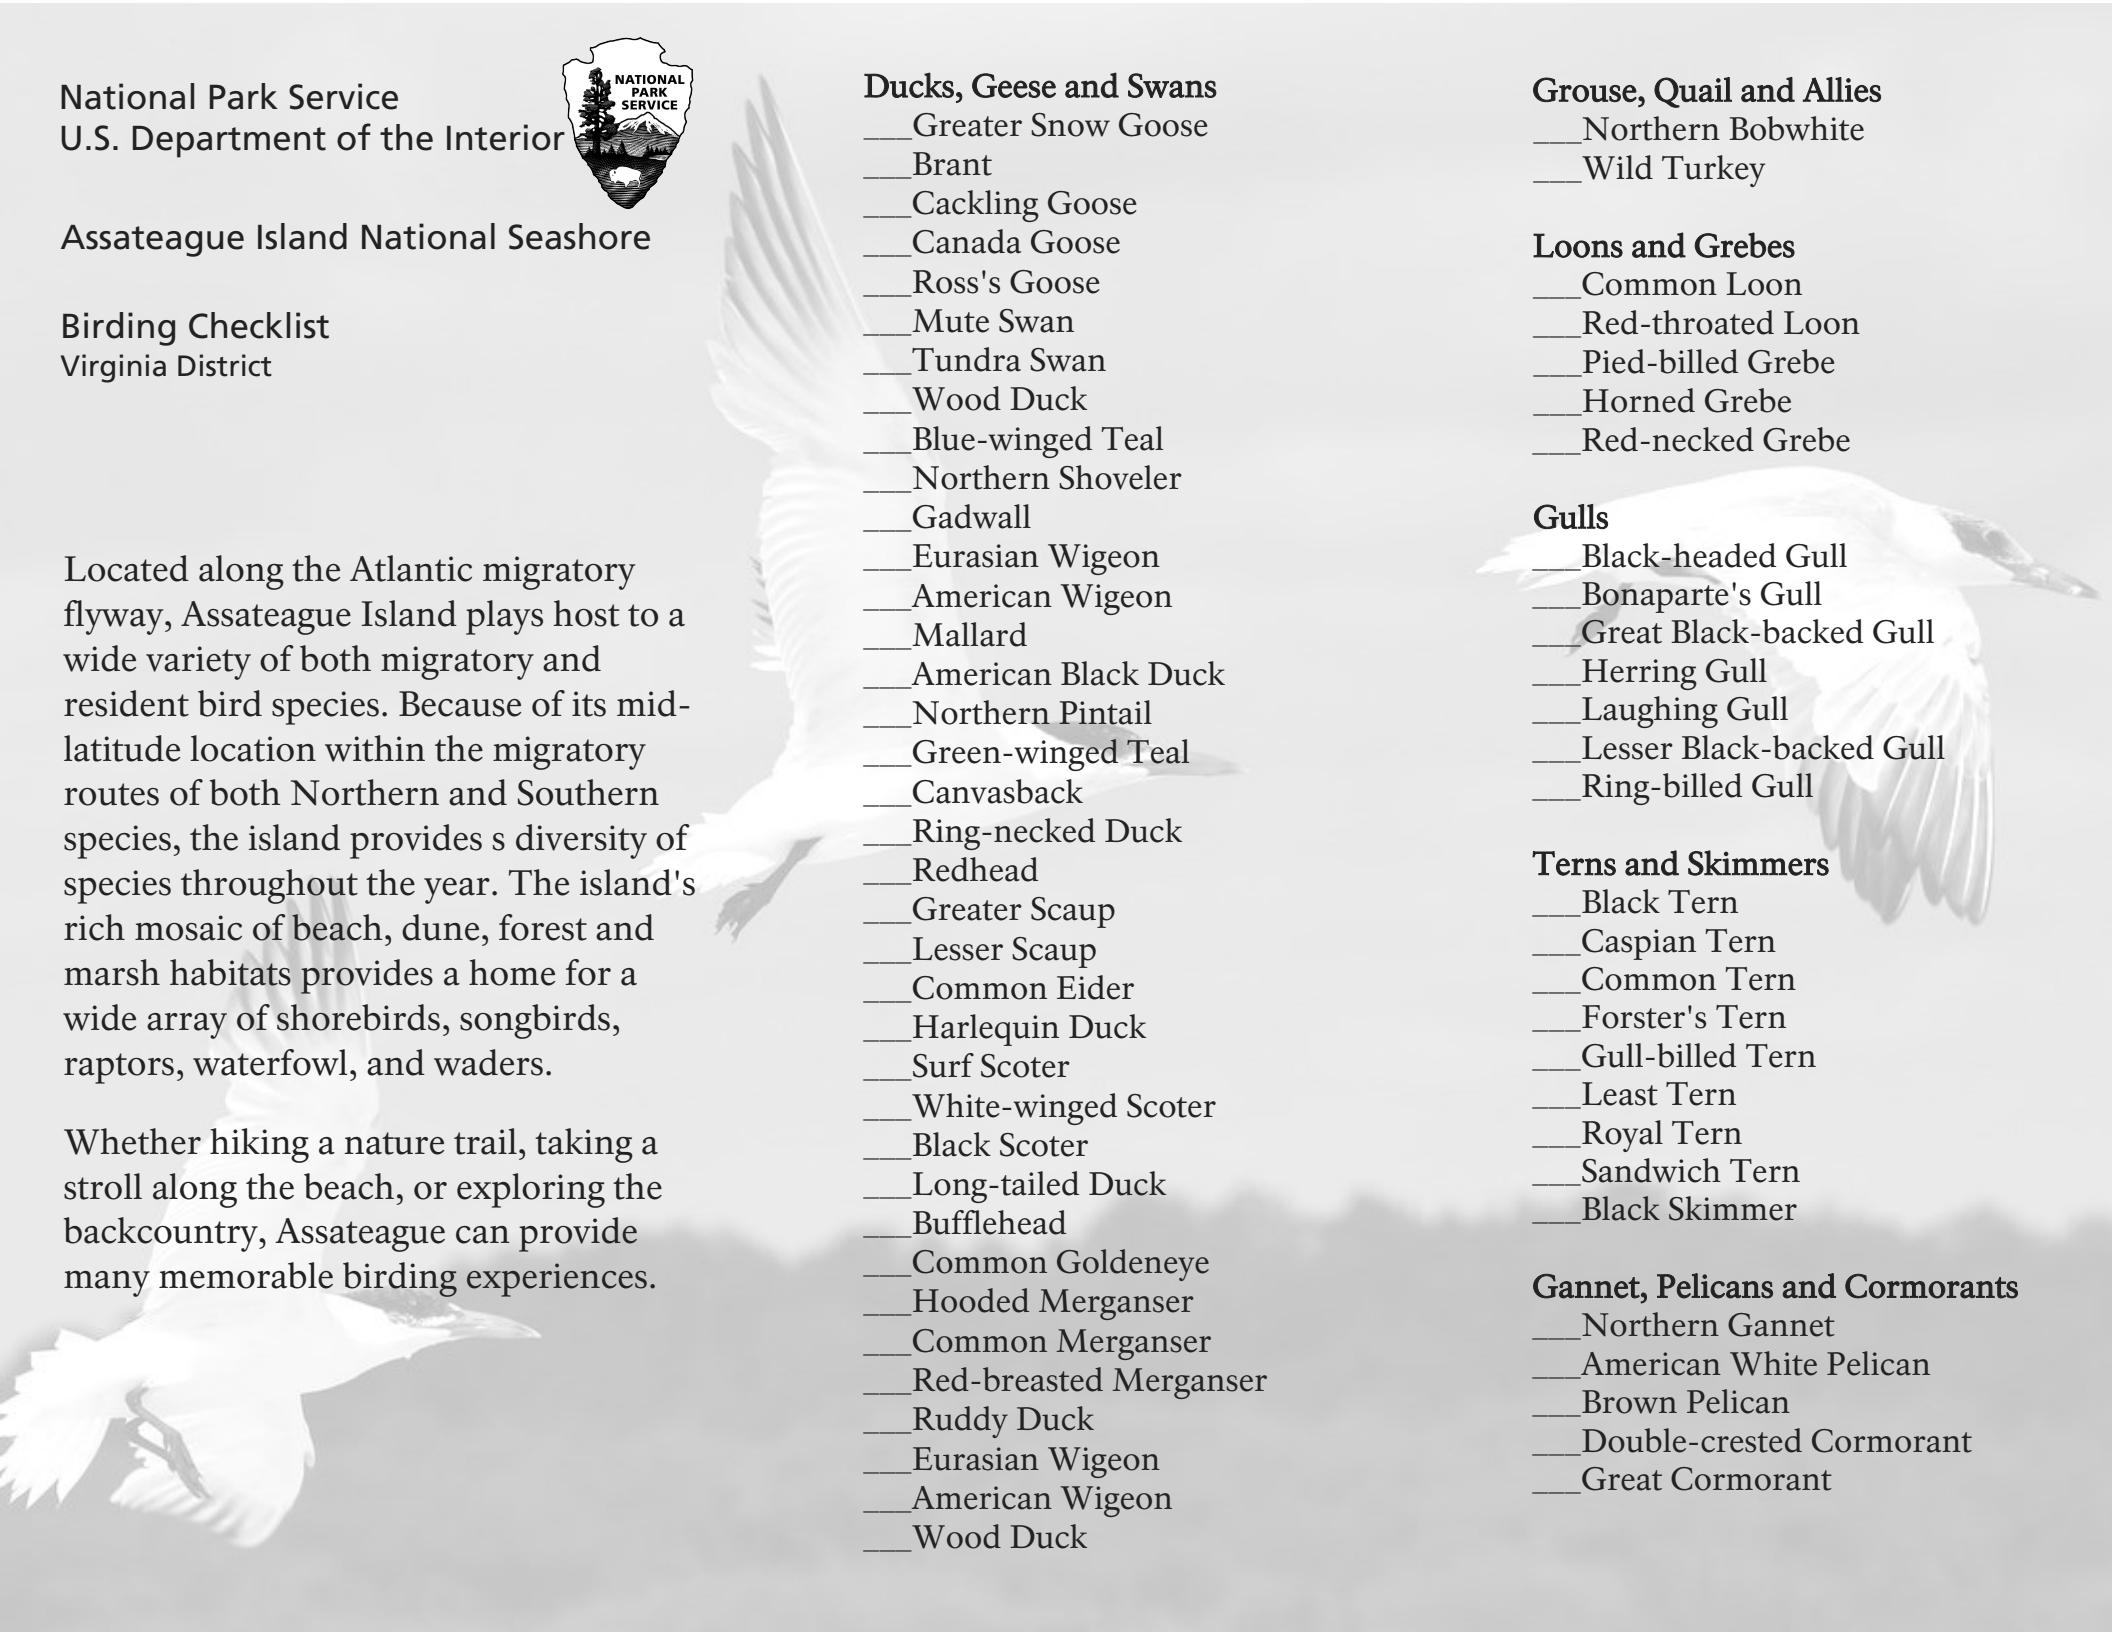 National Park Service
U.S. Department of the Interior
NATIONAL
PARK
SERVICE
Assateague Island National Seashore
Birding Checklist
Virginia District
Located along the Atlantic migratory
flyway, Assateague Island plays host to a
wide variety of both migratory and
resident bird species. Because of its mid-
latitude location within the migratory
routes of both Northern and Southern
species, the island provides s diversity of
species throughout the year. The island's
rich mosaic of beach, dune, forest and
marsh habitats provides a home for a
wide array of shorebirds, songbirds,
raptors, waterfowl, and waders.
Whether hiking a nature trail, taking a
stroll along the beach, or exploring the
backcountry, Assateague can provide
many memorable birding experiences.
Ducks, Geese and Swans
___Greater Snow Goose
___Brant
___Cackling Goose
___Canada Goose
___Ross's Goose
___Mute Swan
___Tundra Swan
___Wood Duck
___Blue-winged Teal
___Northern Shoveler
___Gadwall
___Eurasian Wigeon
___American Wigeon
___Mallard
___American Black Duck
___Northern Pintail
___Green-winged Teal
___Canvasback
___Ring-necked Duck
___Redhead
___Greater Scaup
___Lesser Scaup
___Common Eider
___Harlequin Duck
___Surf Scoter
___White-winged Scoter
___Black Scoter
___Long-tailed Duck
___Bufflehead
___Common Goldeneye
___Hooded Merganser
___Common Merganser
___Red-breasted Merganser
___Ruddy Duck
___Eurasian Wigeon
___American Wigeon
___Wood Duck
Grouse, Quail and Allies
___Northern Bobwhite
___Wild Turkey
Loons and Grebes
___Common Loon
___Red-throated Loon
___Pied-billed Grebe
___Horned Grebe
___Red-necked Grebe
Gulls
___Black-headed Gull
___Bonaparte's Gull
___Great Black-backed Gull
___Herring Gull
___Laughing Gull
___Lesser Black-backed Gull
___Ring-billed Gull
Terns and Skimmers
___Black Tern
___Caspian Tern
___Common Tern
___Forster's Tern
___Gull-billed Tern
___Least Tern
___Royal Tern
___Sandwich Tern
___Black Skimmer
Gannet, Pelicans and Cormorants
___Northern Gannet
___American White Pelican
___Brown Pelican
___Double-crested Cormorant
___Great Cormorant